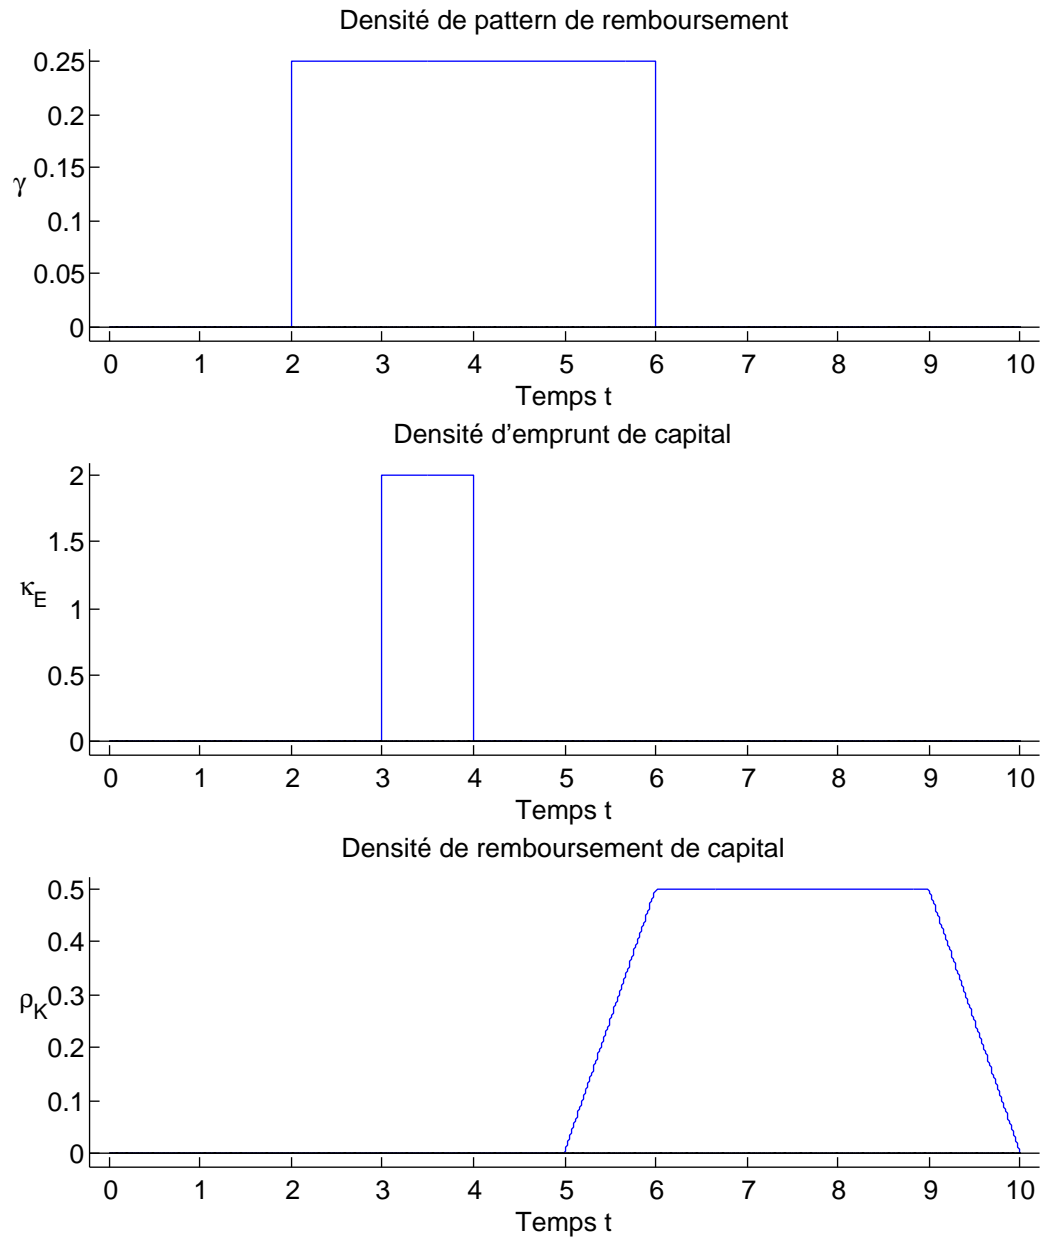 Densité de pattern de remboursement
0.25
0.2
0.15
γ
0.1
0.05
0
0 1 2 3 4 5 6 7 8 9 10
Temps t
Densité d'emprunt de capital
2
1.5
κE
1
0.5
0
0 1 2 3 4 5 6 7 8 9 10
Temps t
Densité de remboursement de capital
0.5
0.4
ρK 0.3
0.2
0.1
0
0 1 2 3 4 5 6 7 8 9 10
Temps t